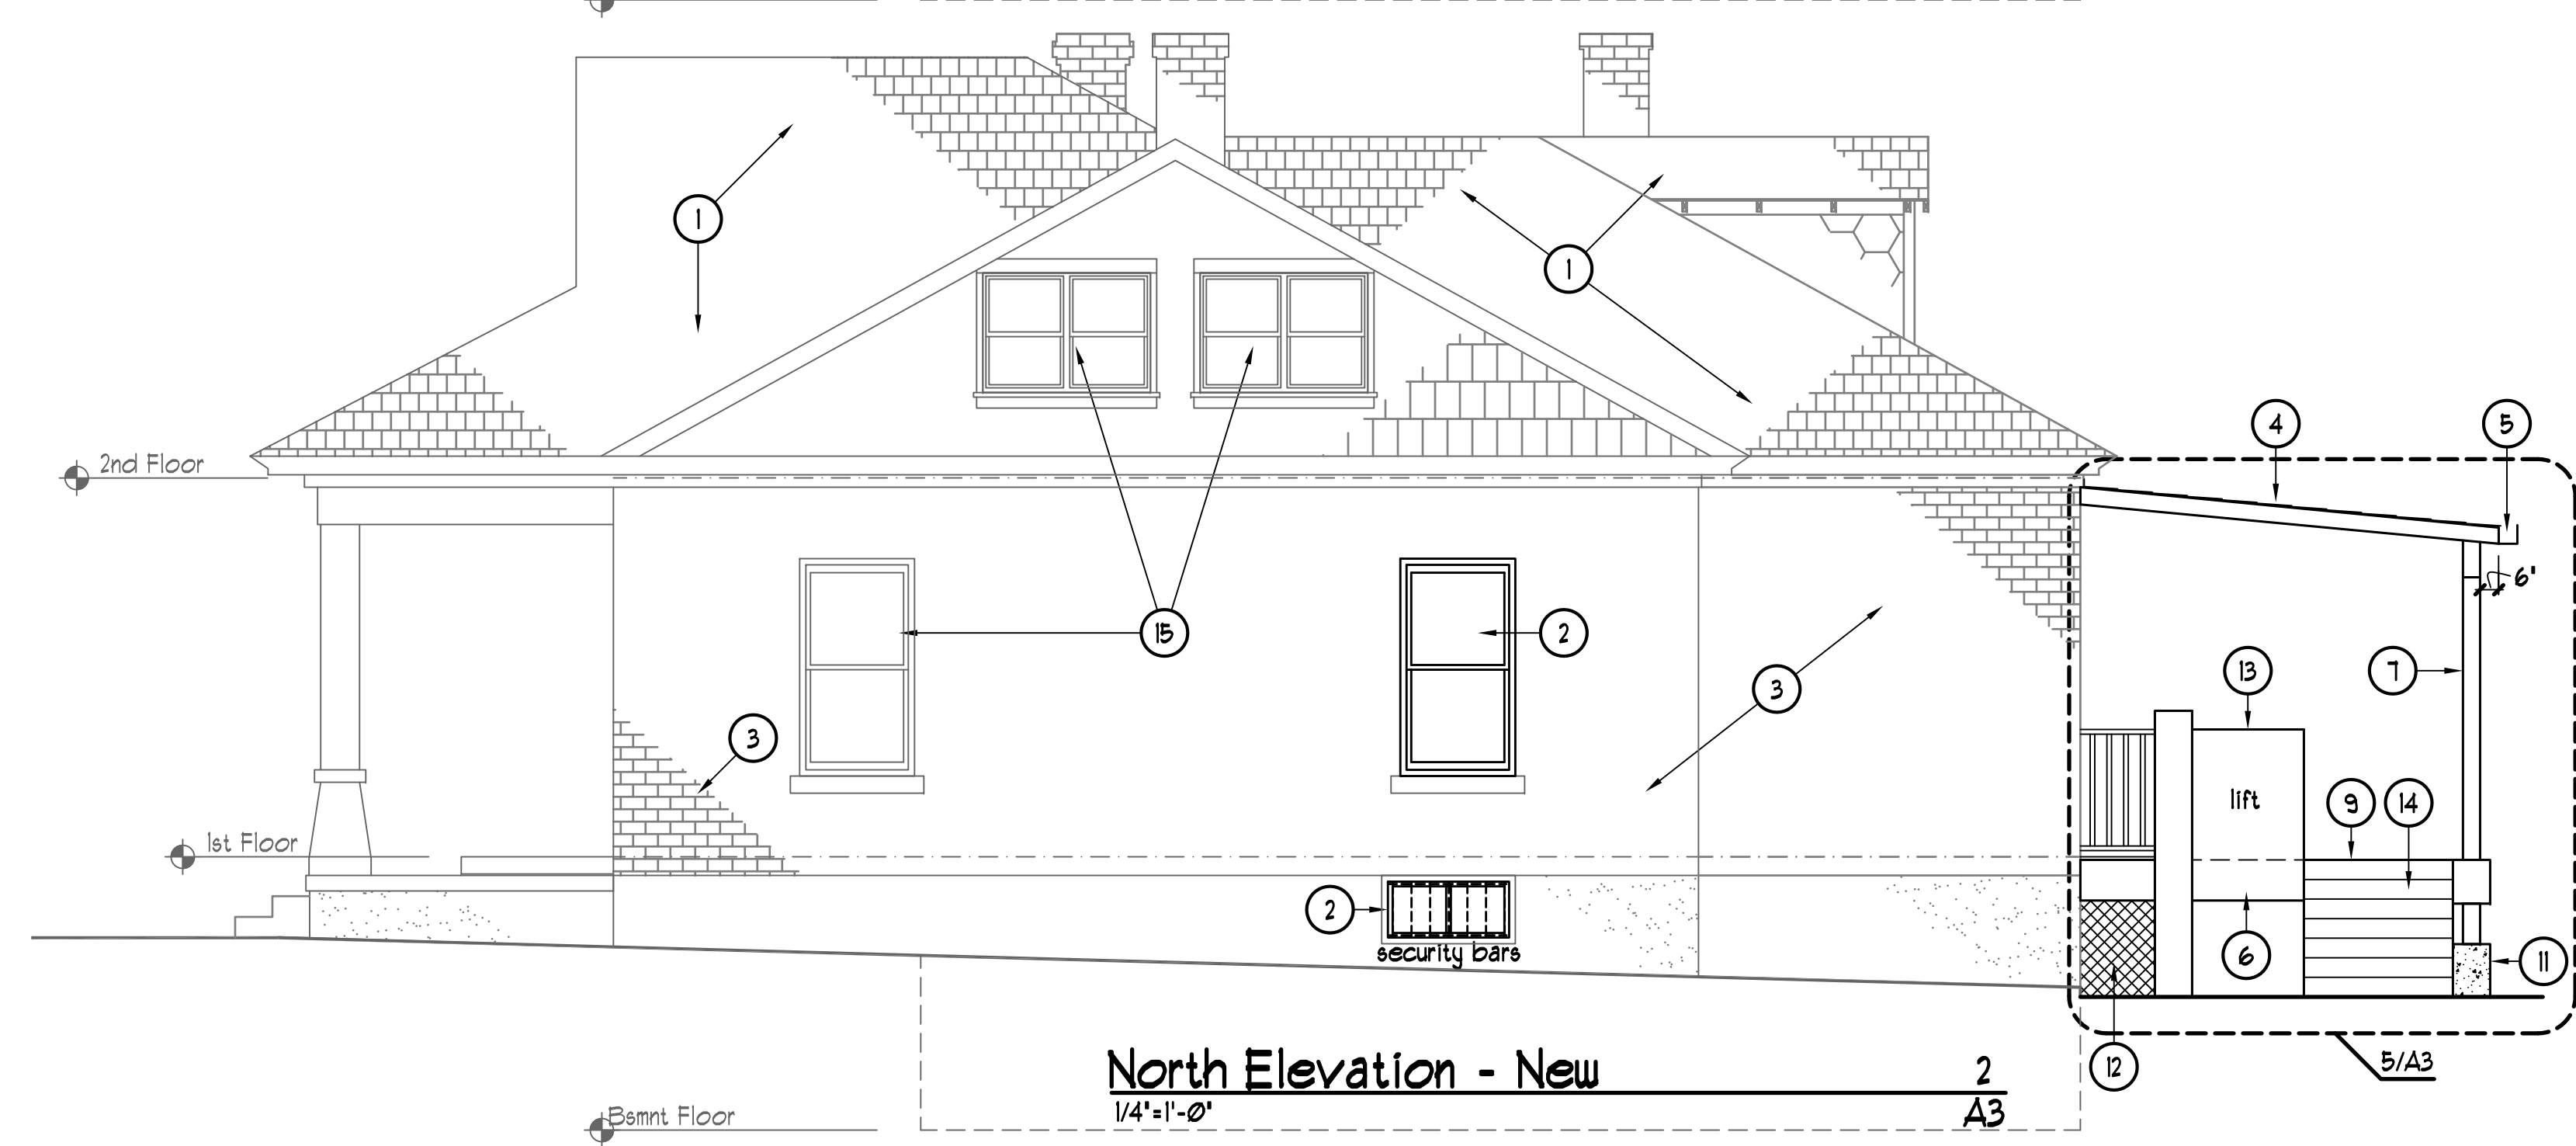 1
1
4
5
2nd Floor
6"
15
2
13
7
3
3
lift
9
14
1st Floor
2
security bars
6
11
12
5/A3
North Elevation - New
2
1/4"=1'-0"
A3
Bsmnt Floor